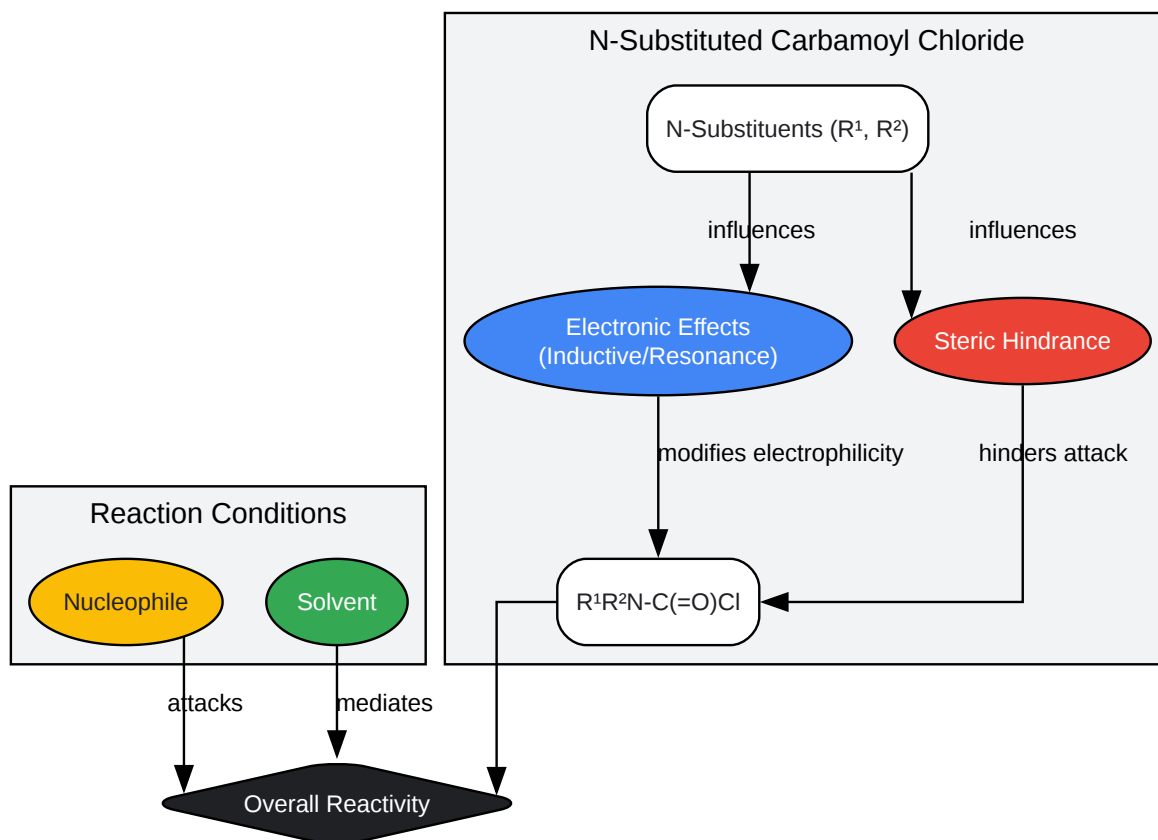 N-Substituted Carbamoyl Chloride
N-Substituents (R¹, R²)
influences
influences
Electronic Effects
(Inductive/Resonance)
Steric Hindrance
modifies electrophilicity
hinders attack
Reaction Conditions
Nucleophile
Solvent
R¹R²N-C(=O)Cl
attacks
mediates
Overall Reactivity